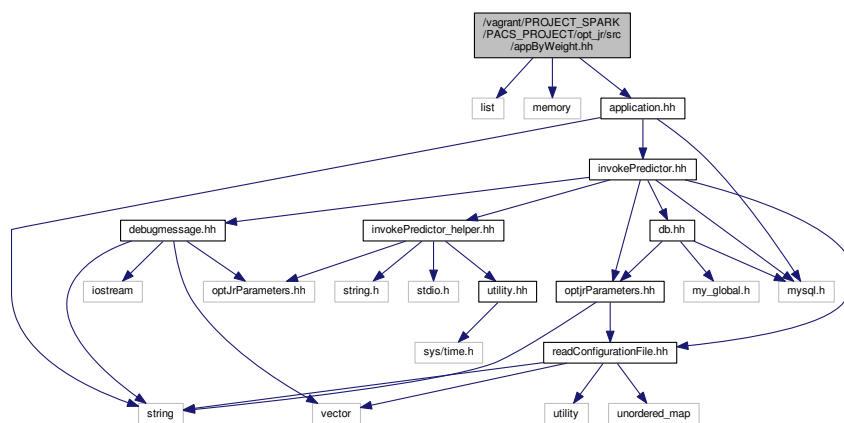 /vagrant/PROJECT_SPARK
/PACS_PROJECT/opt_jr/src
/appByWeight.hh
list
memory
application.hh
invokePredictor.hh
debugmessage.hh
invokePredictor_helper.hh
db.hh
iostream
optJrParameters.hh
string.h
stdio.h
utility.hh
optjrParameters.hh
my_global.h
mysql.h
sys/time.h
readConfigurationFile.hh
string
vector
utility
unordered_map